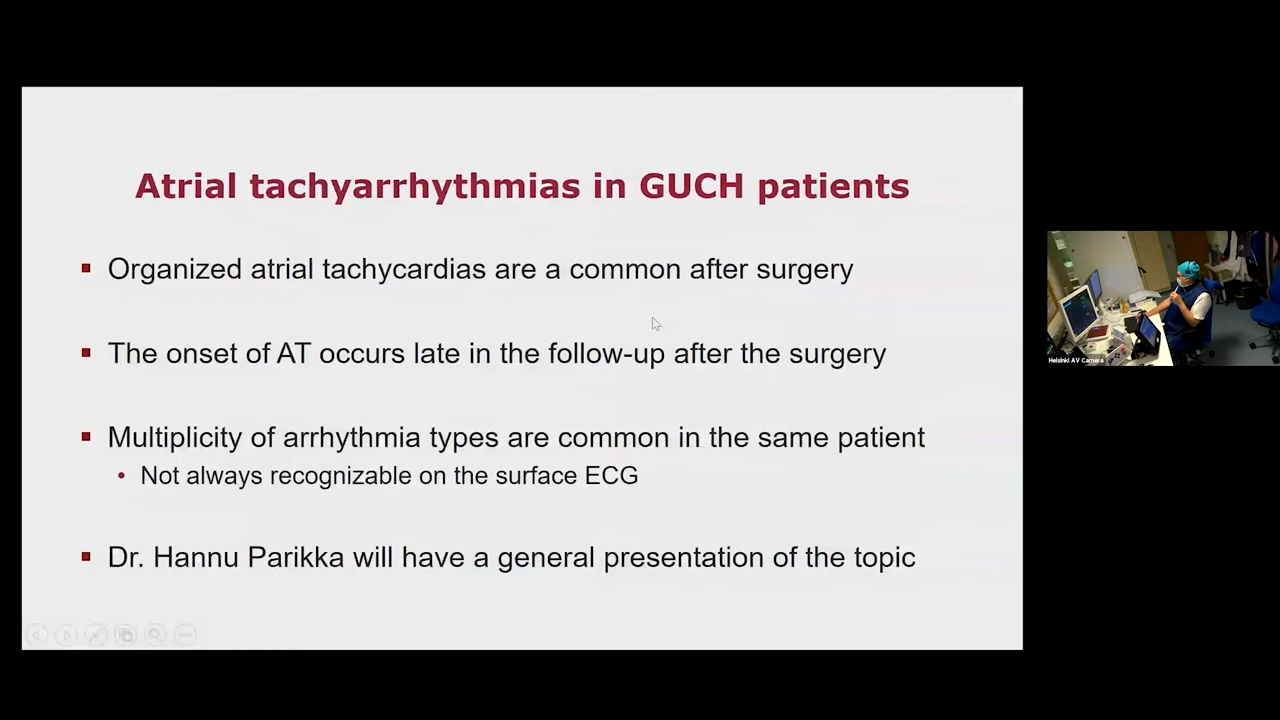 Atrial tachyarrhythmias in GUCH patients
Organized atrial tachycardias are a common after surgery
The onset of AT occurs late in the follow-up after the surgery
Multiplicity of arrhythmia types are common in the same patient
Not always recognizable on the surface ECG
Dr. Hannu Parikka will have a general presentation of the topic
Helsinki AV Camera